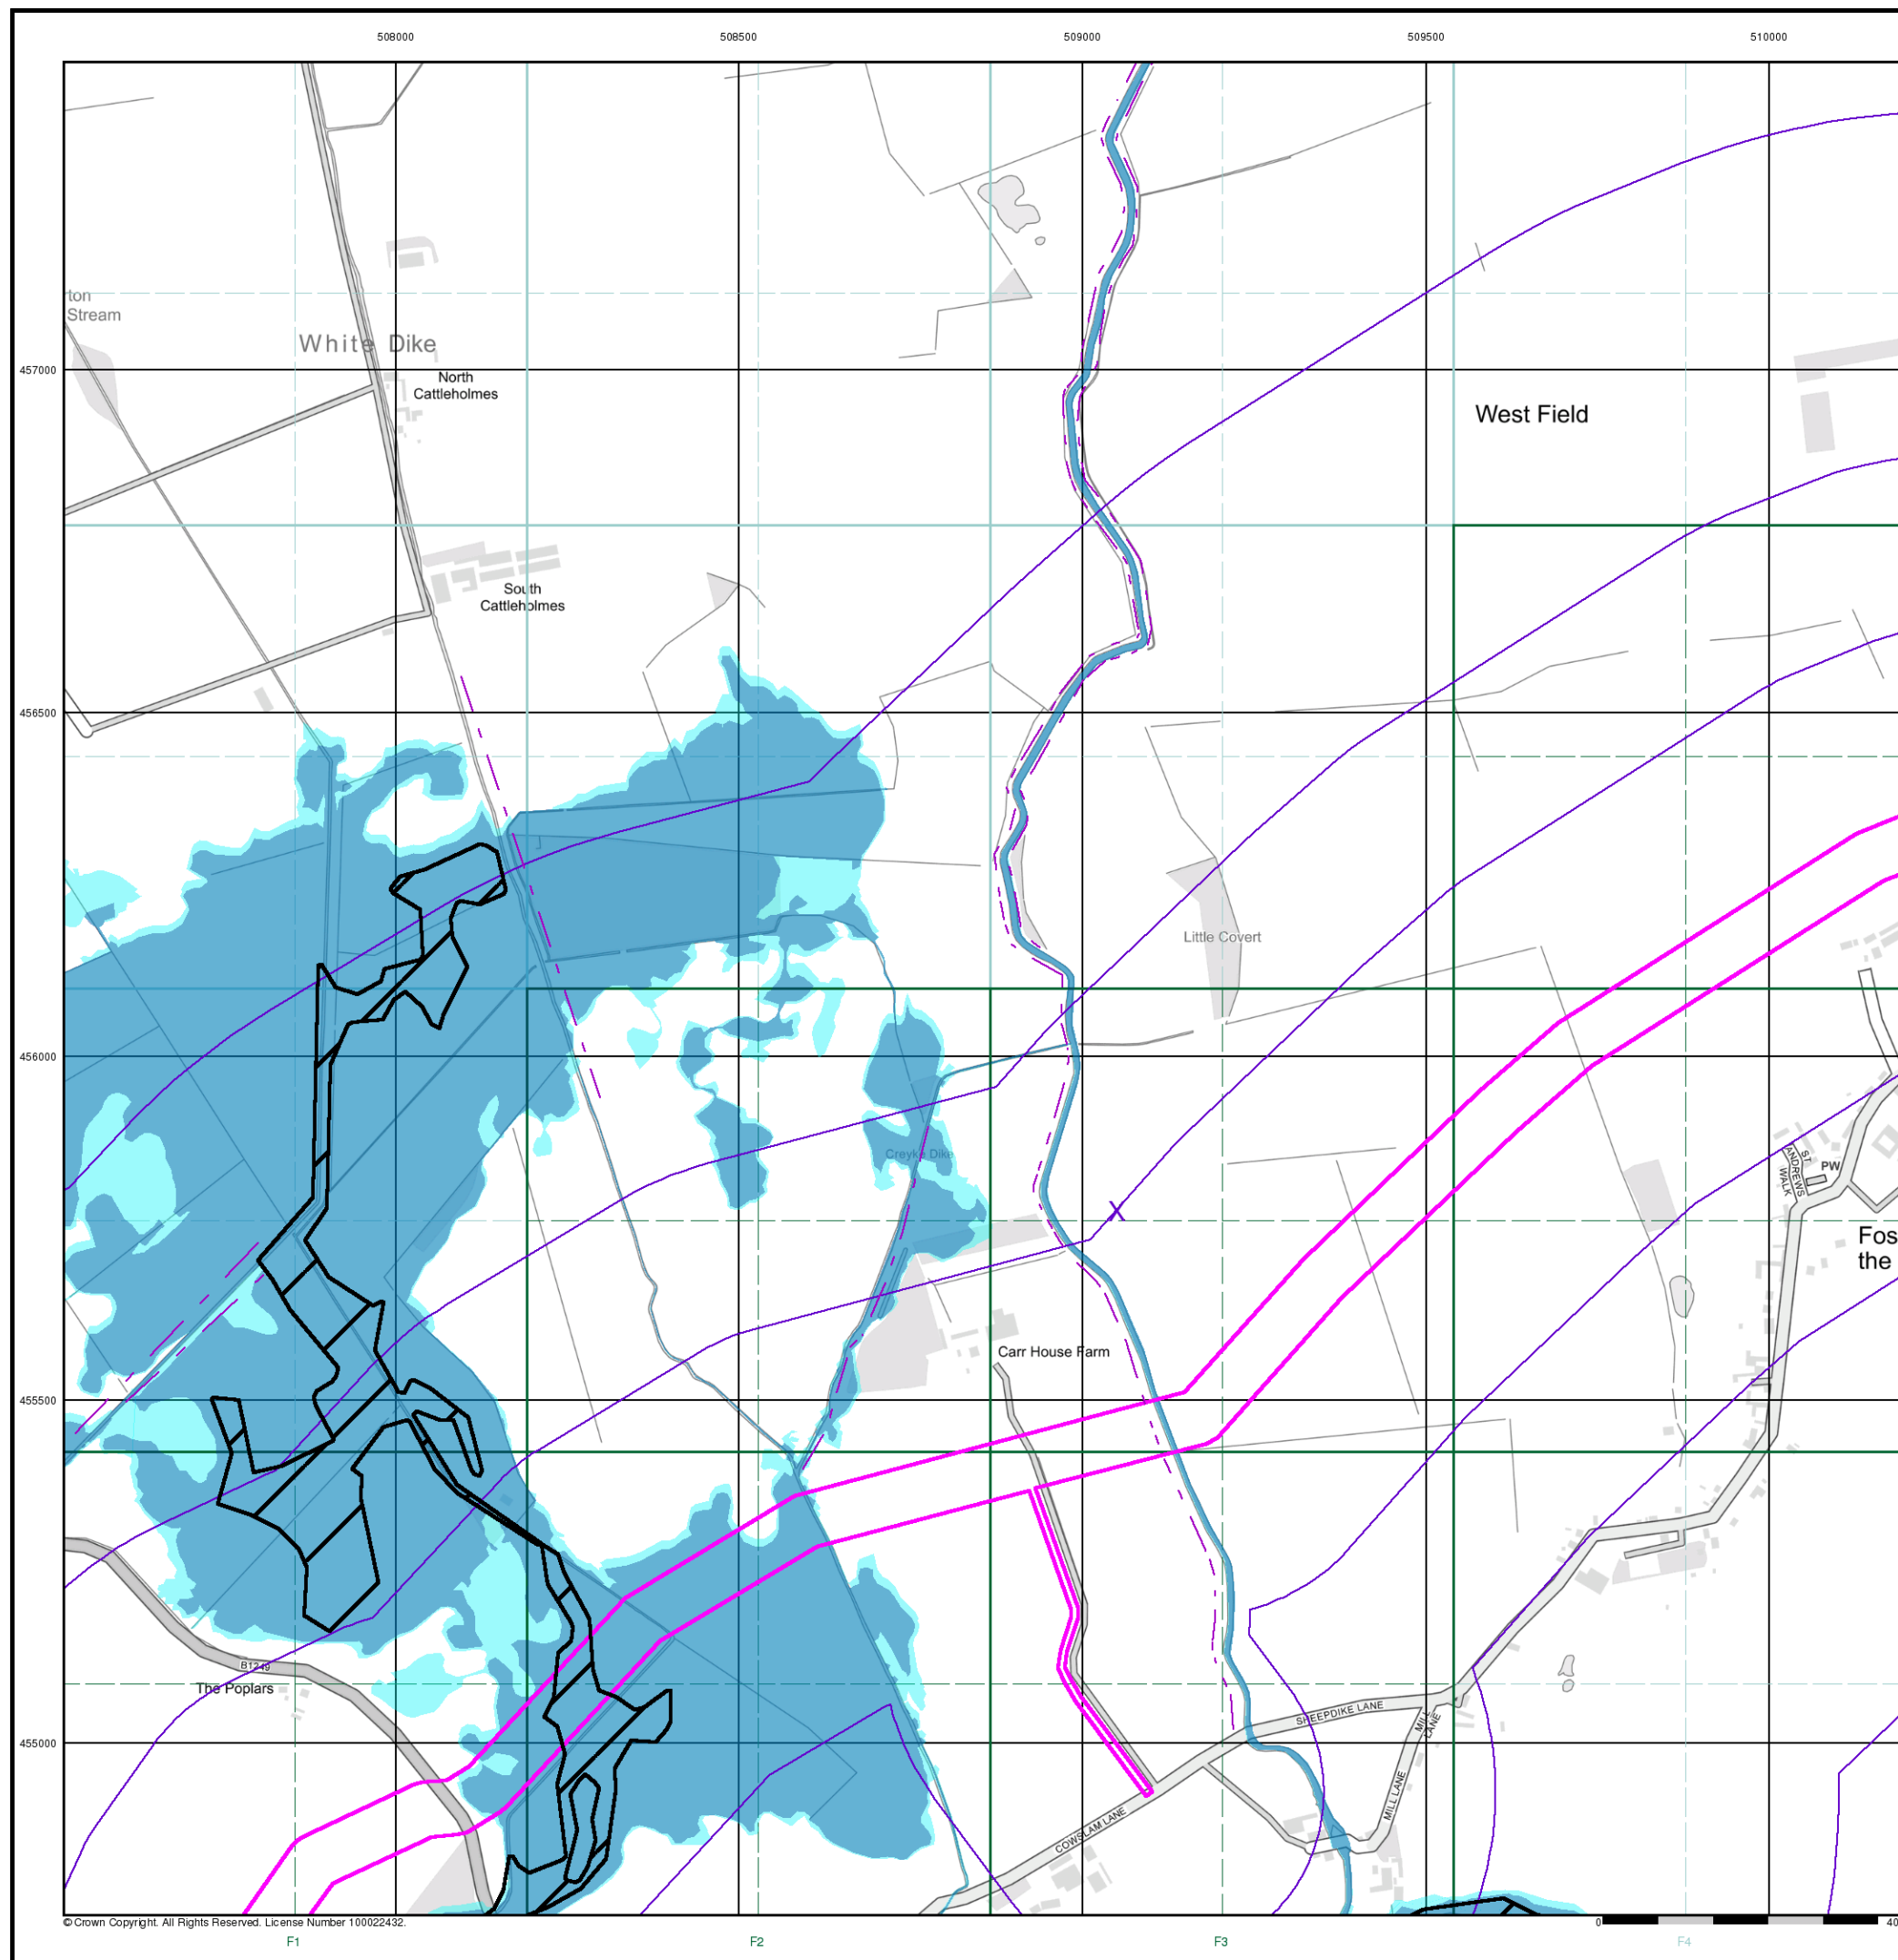 508000
508500
509000
509500
510000
ton
Stream
White Dike
457000
North
Cattleholmes
West Field
South
Cattleholmes
456500
Little Covert
456000
Creyke Dike
ST
ANDREWS
WALK
PW
X
Fos
the
Carr House Farm
455500
B1249
The Poplars
455000
SHEEPDIKE LANE
MILL
LANE
MILL LANE
COWSLAM LANE
© Crown Copyright. All Rights Reserved. License Number 100022432.
0
40
F1
F2
F3
F4